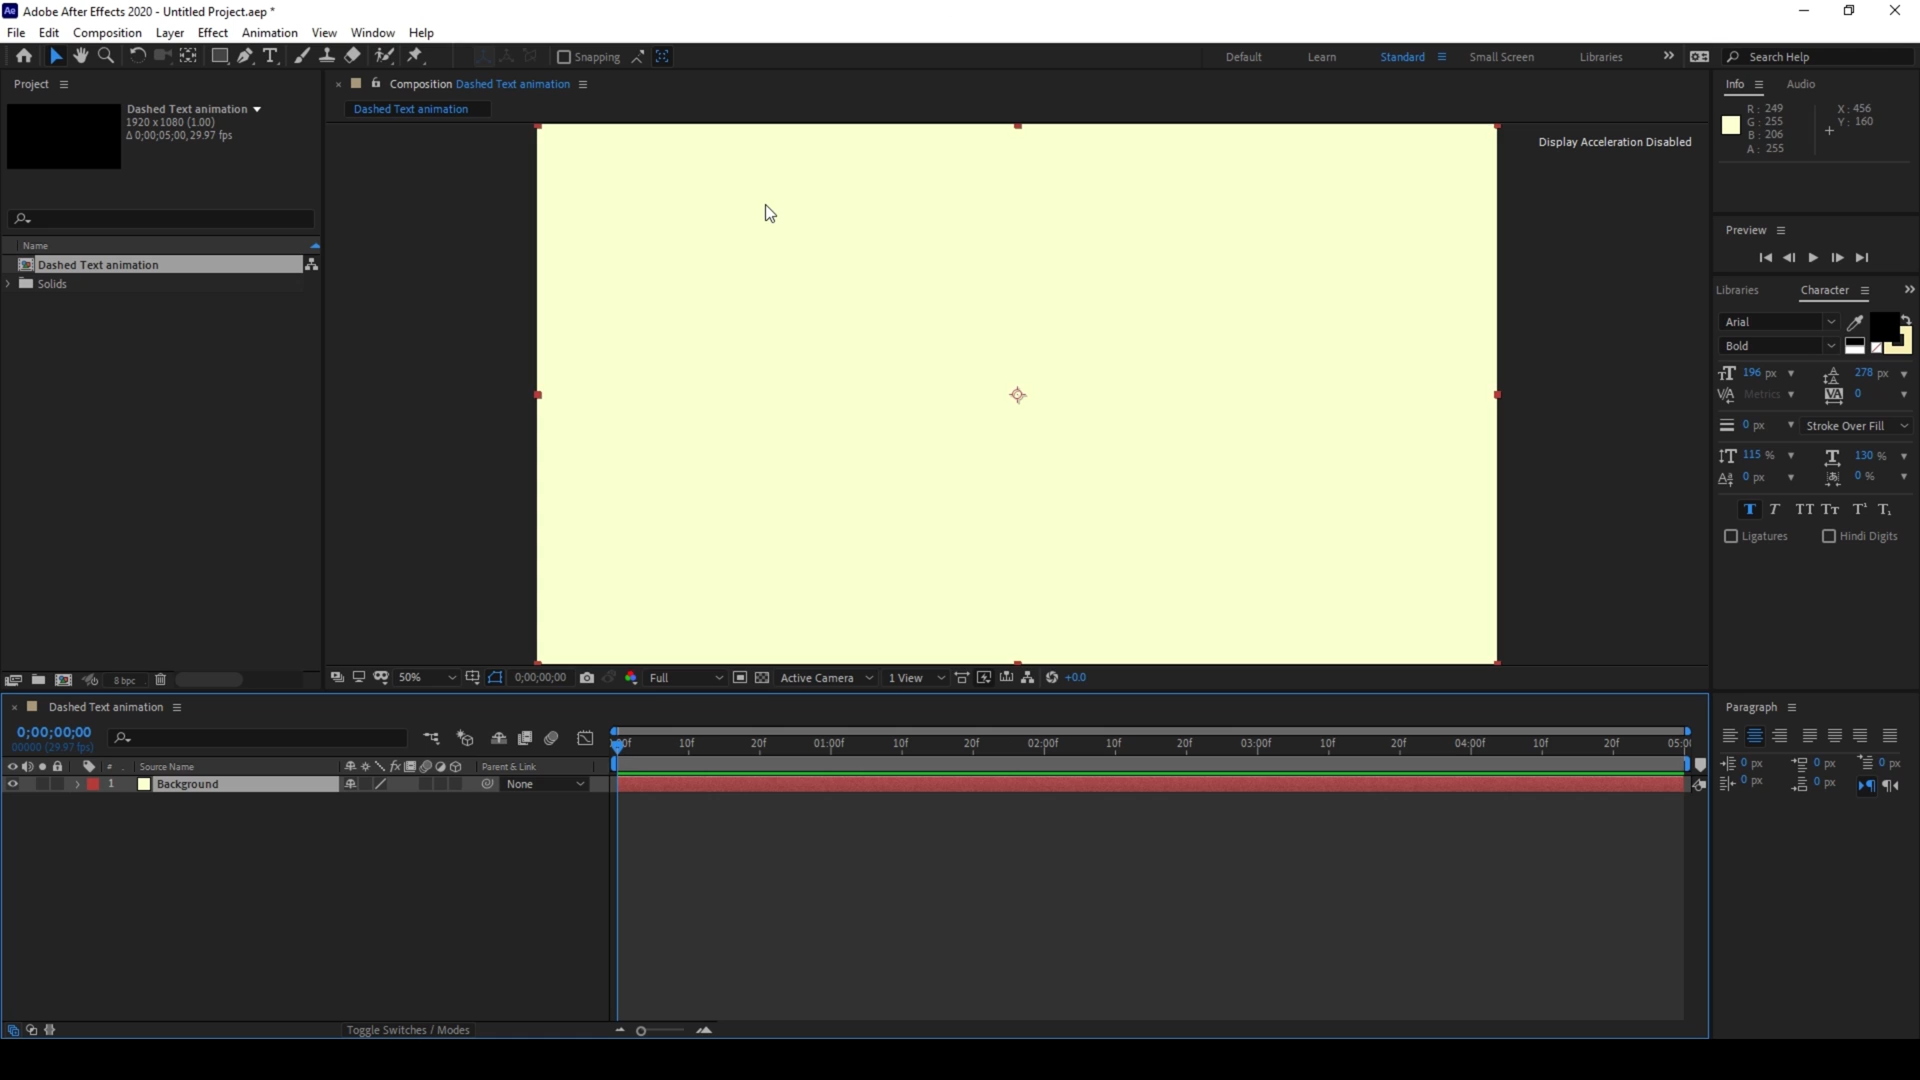 Ae Adobe After Effects 2020 - Untitled Project.aep *
File Edit Composition Layer Effect Animation View Window Help
Snapping
Default Learn Standard Small Screen Libraries Search Help
Project
Dashed Text animation
1920 x 1080 (1.00)
Δ 0;00;05;00, 29.97 fps
Name
Dashed Text animation
Solids
8 bpc
Composition Dashed Text animation
Dashed Text animation
Display Acceleration Disabled
50% 0;00;00;00 Full Active Camera 1 View +0.0
Info Audio
R: 249 X: 456
G: 255 Y: 160
B: 206
A: 255
Preview
Libraries Character
Arial
Bold
196 px 278 px
Metrics 0
0 px Stroke Over Fill
115 % 130 %
0 px 0 %
Ligatures Hindi Digits
Dashed Text animation
0;00;00;00
00000 (29.97 fps)
10f 20f 01:00f 10f 20f 02:00f 10f 20f 03:00f 10f 20f 04:00f 10f 20f
# Source Name Parent & Link
1 Background None
Toggle Switches / Modes
Paragraph
0 px 0 px 0 px
0 px 0 px